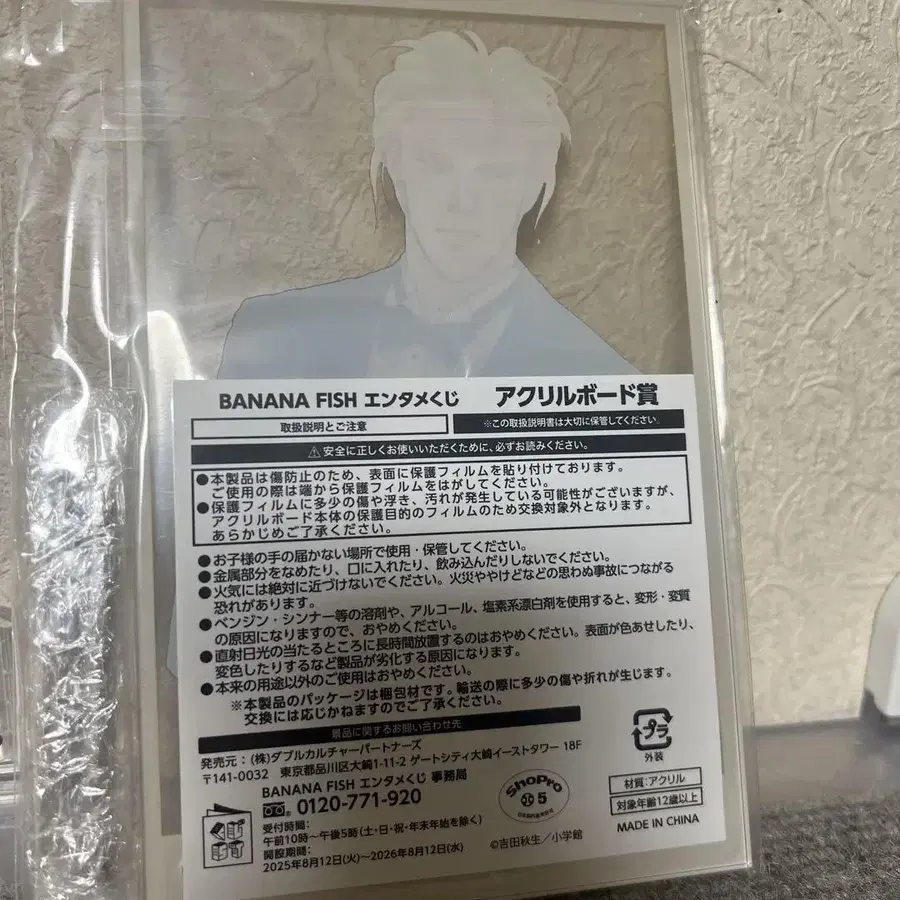 BANANA FISH エンタメくじ アクリルボード賞
取扱説明とご注意
※この取扱説明書は大切に保管してください。
⚠安全に正しくお使いいただくために、必ずお読みください。
●本製品は傷防止のため、表面に保護フィルムを貼り付けております。
ご使用の際は端から保護フィルムをはがしてください。
●保護フィルムに多少の傷や浮き、汚れが発生している可能性がございますが、
アクリルボード本体の保護目的のフィルムのため交換対象外となります。
あらかじめご了承ください。
●お子様の手の届かない場所で使用・保管してください。
●金属部分をなめたり、口に入れたり、飲み込んだりしないでください。
●火気には絶対に近づけないでください。火災ややけどなどの思わぬ事故につながる
恐れがあります。
●ベンジン・シンナー等の溶剤や、アルコール、塩素系漂白剤を使用すると、変形・変質
の原因になりますので、おやめください。
●直射日光の当たるところに長時間放置するのはおやめください。表面が色あせしたり、
変色したりするなど製品が劣化する原因になります。
●本来の用途以外のご使用はおやめください。
※本製品のパッケージは梱包材です。輸送の際に多少の傷や折れが生じます。
交換には応じかねますのでご了承ください。
景品に関するお問い合わせ先
発売元：(株)ダブルカルチャーパートナーズ
〒141-0032 東京都品川区大崎1-11-2 ゲートシティ大崎イーストタワー 18F
BANANA FISH エンタメくじ 事務局
0120-771-920
受付時間：
午前10時～午後5時(土・日・祝・年末年始を除く)
開設期間：
2025年8月12日(火)～2026年8月12日(水)
ShoPro
5
©吉田秋生／小学館
プラ
外装
材質：アクリル
対象年齢12歳以上
MADE IN CHINA